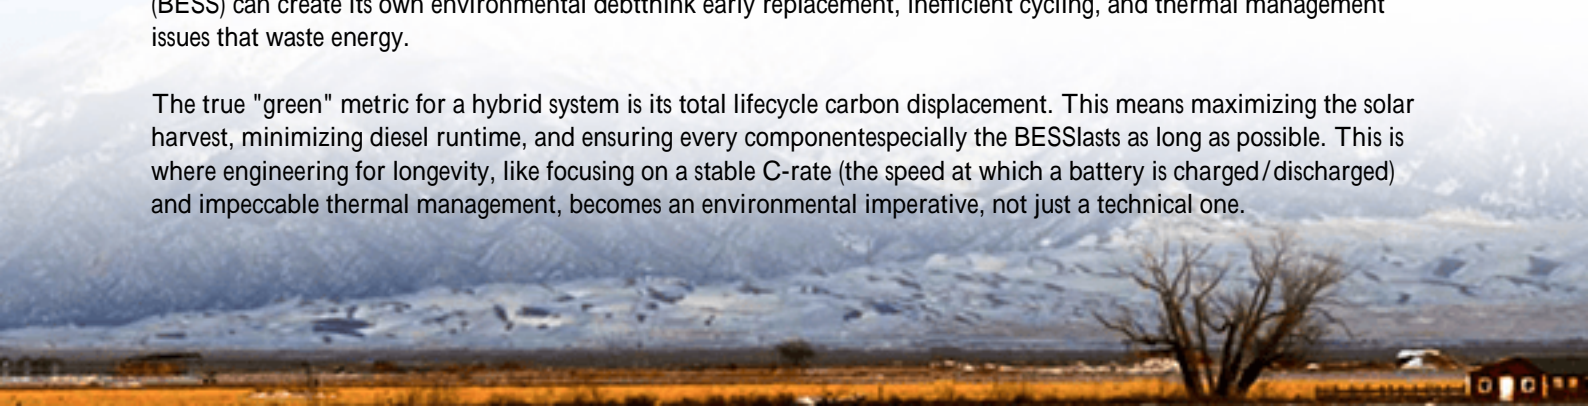 (BESS) can create its own environmental debtthink early replacement, inefficient cycling, and thermal management
issues that waste energy.
The true "green" metric for a hybrid system is its total lifecycle carbon displacement. This means maximizing the solar
harvest, minimizing diesel runtime, and ensuring every componentespecially the BESSlasts as long as possible. This is
where engineering for longevity, like focusing on a stable C-rate (the speed at which a battery is charged/discharged)
and impeccable thermal management, becomes an environmental imperative, not just a technical one.